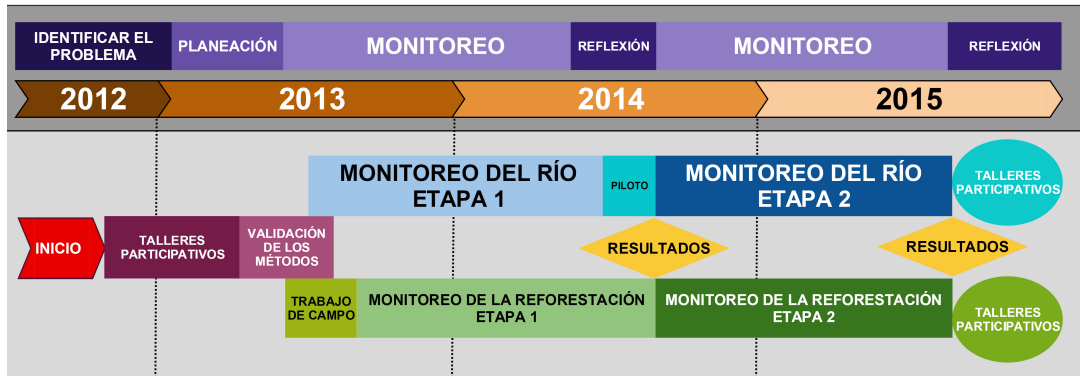 IDENTIFICAR EL
PROBLEMA
PLANEACIÓN
MONITOREO
REFLEXIÓN
MONITOREO
REFLEXIÓN
2012
2013
2014
2015
MONITOREO DEL RÍO
ETAPA 1
PILOTO
MONITOREO DEL RÍO
ETAPA 2
TALLERES
PARTICIPATIVOS
INICIO
TALLERES
PARTICIPATIVOS
VALIDACIÓN
DE LOS
MÉTODOS
RESULTADOS
RESULTADOS
TRABAJO
DE CAMPO
MONITOREO DE LA REFORESTACIÓN
ETAPA 1
MONITOREO DE LA REFORESTACIÓN
ETAPA 2
TALLERES
PARTICIPATIVOS